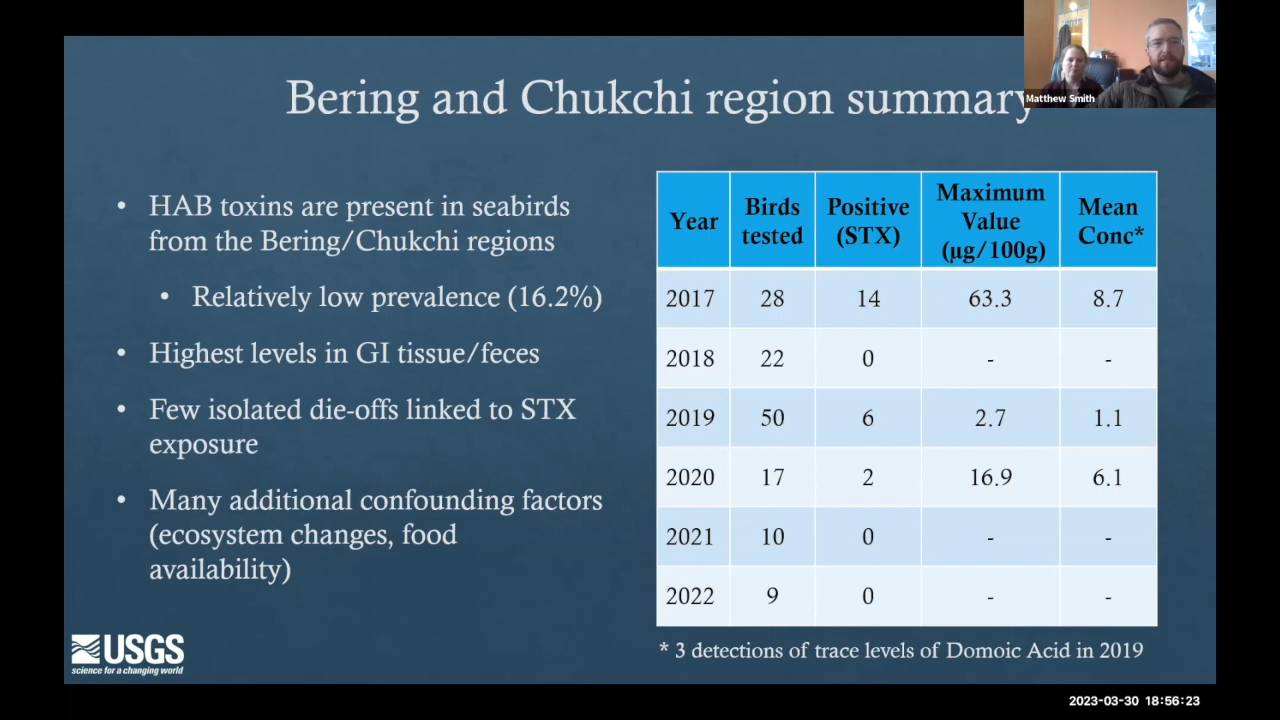 Bering and Chukchi region summary
Matthew Smith
• HAB toxins are present in seabirds
from the Bering/Chukchi regions
• Relatively low prevalence (16.2%)
• Highest levels in GI tissue/feces
• Few isolated die-offs linked to STX
exposure
• Many additional confounding factors
(ecosystem changes, food
availability)
Year Birds tested Positive (STX) Maximum Value (µg/100g) Mean Conc*
2017 28 14 63.3 8.7
2018 22 0 - -
2019 50 6 2.7 1.1
2020 17 2 16.9 6.1
2021 10 0 - -
2022 9 0 - -
* 3 detections of trace levels of Domoic Acid in 2019
USGS
science for a changing world
2023-03-30 18:56:23